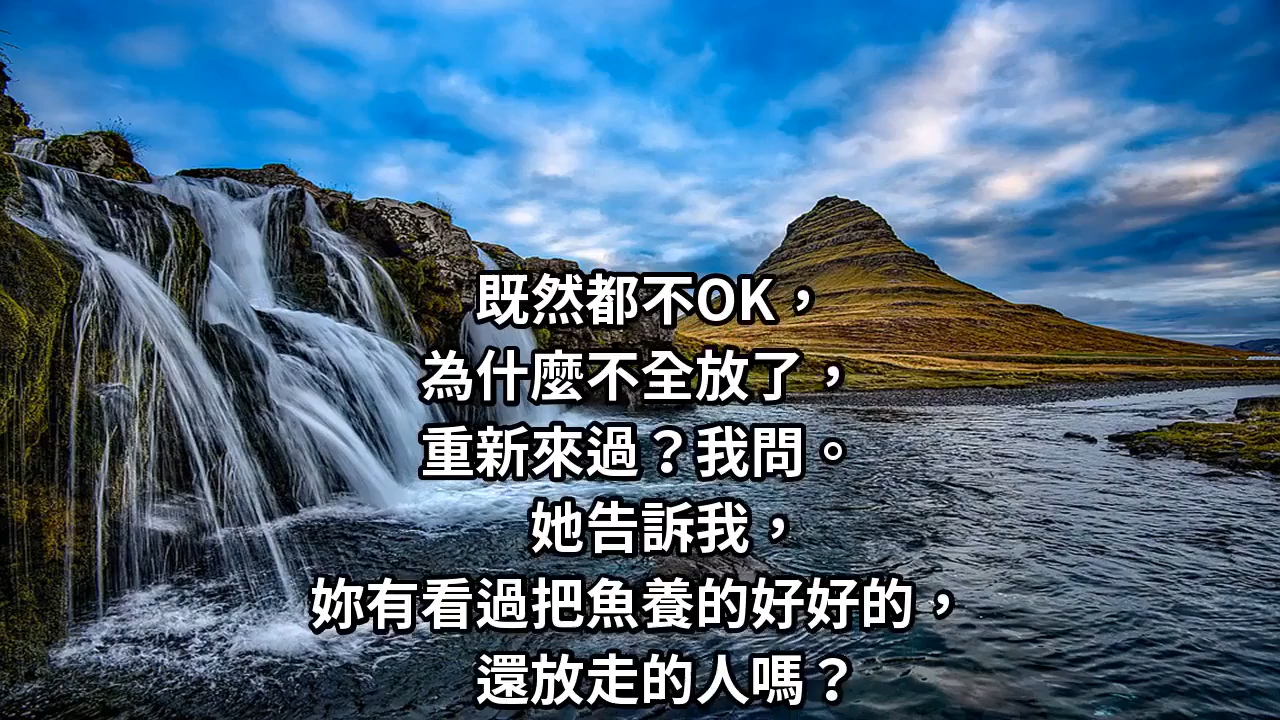 既然都不OK，
為什麼不全放了，
重新來過？我問。
她告訴我，
妳有看過把魚養的好好的，
還放走的人嗎？